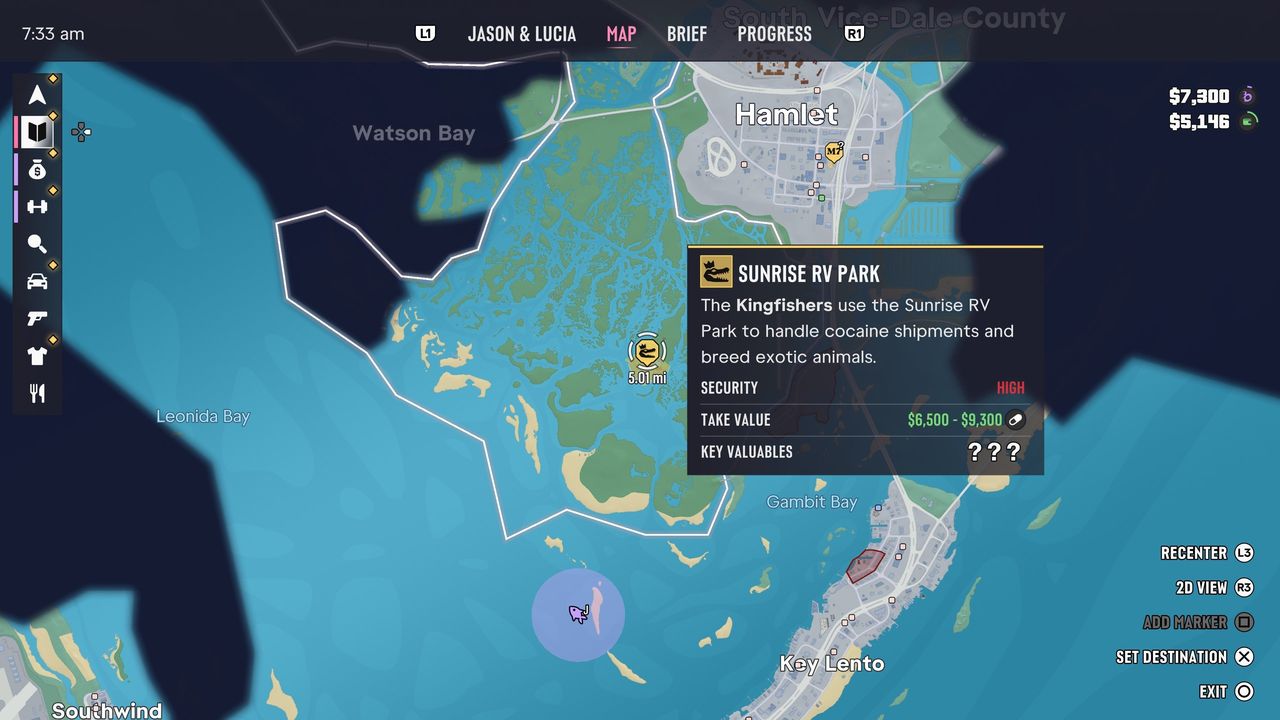 South Vice-Dale County
7:33 am
L1
JASON & LUCIA
MAP
BRIEF
PROGRESS
R1
$7,300
$5,146
Watson Bay
Hamlet
M7
?
SUNRISE RV PARK
The Kingfishers use the Sunrise RV
Park to handle cocaine shipments and
breed exotic animals.
SECURITY HIGH
TAKE VALUE $6,500 - $9,300
KEY VALUABLES ? ? ?
5.01 mi
Leonida Bay
Gambit Bay
Key Lento
Southwind
RECENTER L3
2D VIEW R3
ADD MARKER
SET DESTINATION
EXIT